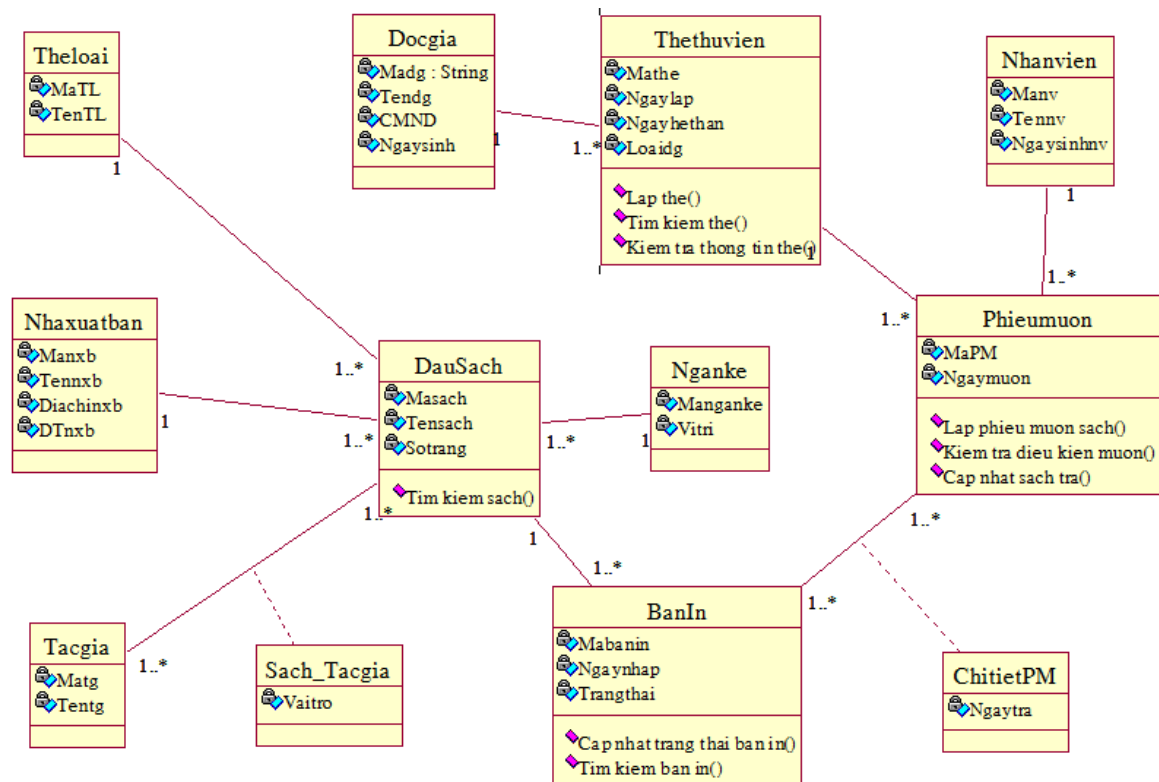 Theloai
MaTL
TenTL
1
Docgia
Madg : String
Tendg
CMND
Ngaysinh
1
1..*
Thethuvien
Mathe
Ngaylap
Ngayhethan
Loaidg
Lap the()
Tim kiem the()
Kiem tra thong tin the()
1
1..*
Nhanvien
Manv
Tennv
Ngaysinhnv
1
1..*
Nhaxuatban
Manxb
Tennxb
Diachinxb
DTnxb
1
1..*
1..*
DauSach
Masach
Tensach
Sotrang
Tim kiem sach()
1..*
1..*
1
Nganke
Manganke
Vitri
1
Phieumuon
MaPM
Ngaymuon
Lap phieu muon sach()
Kiem tra dieu kien muon()
Cap nhat sach tra()
1..*
Tacgia
Matg
Tentg
1..*
Sach_Tacgia
Vaitro
1..*
BanIn
Mabanin
Ngaynhap
Trangthai
Cap nhat trang thai ban in()
Tim kiem ban in()
1..*
ChitietPM
Ngaytra